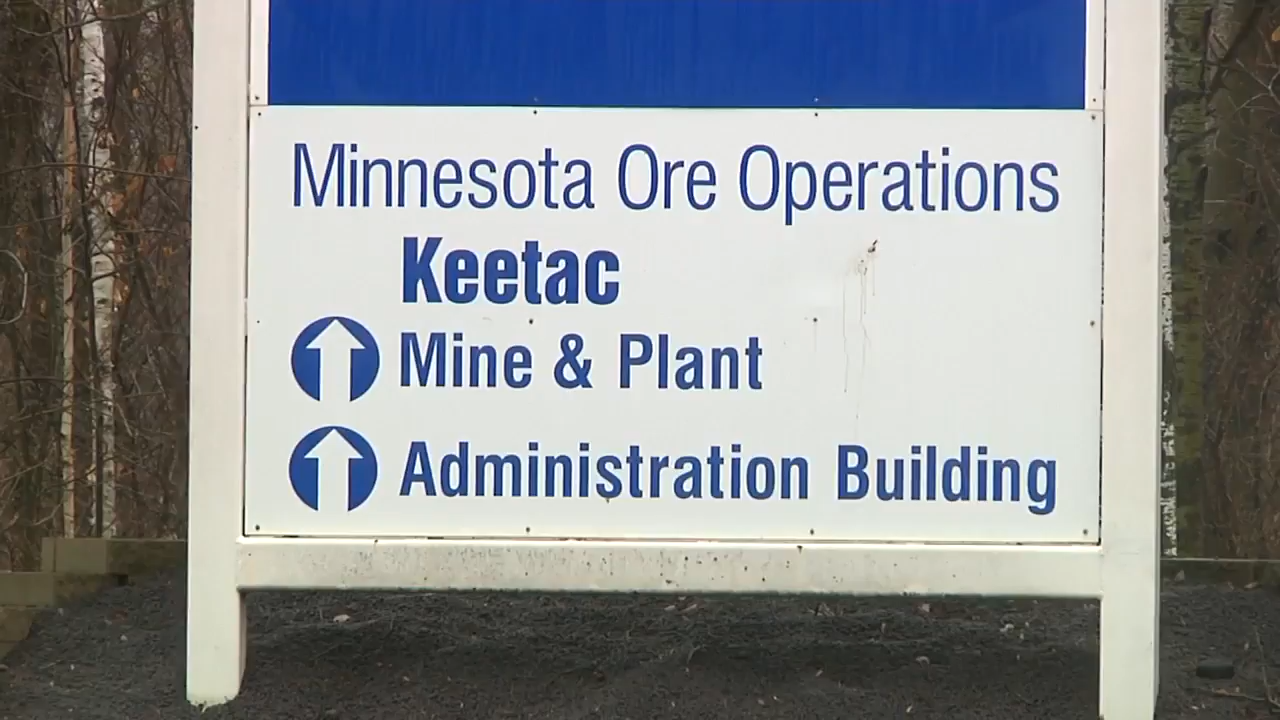 Minnesota Ore Operations
Keetac
Mine & Plant
Administration Building